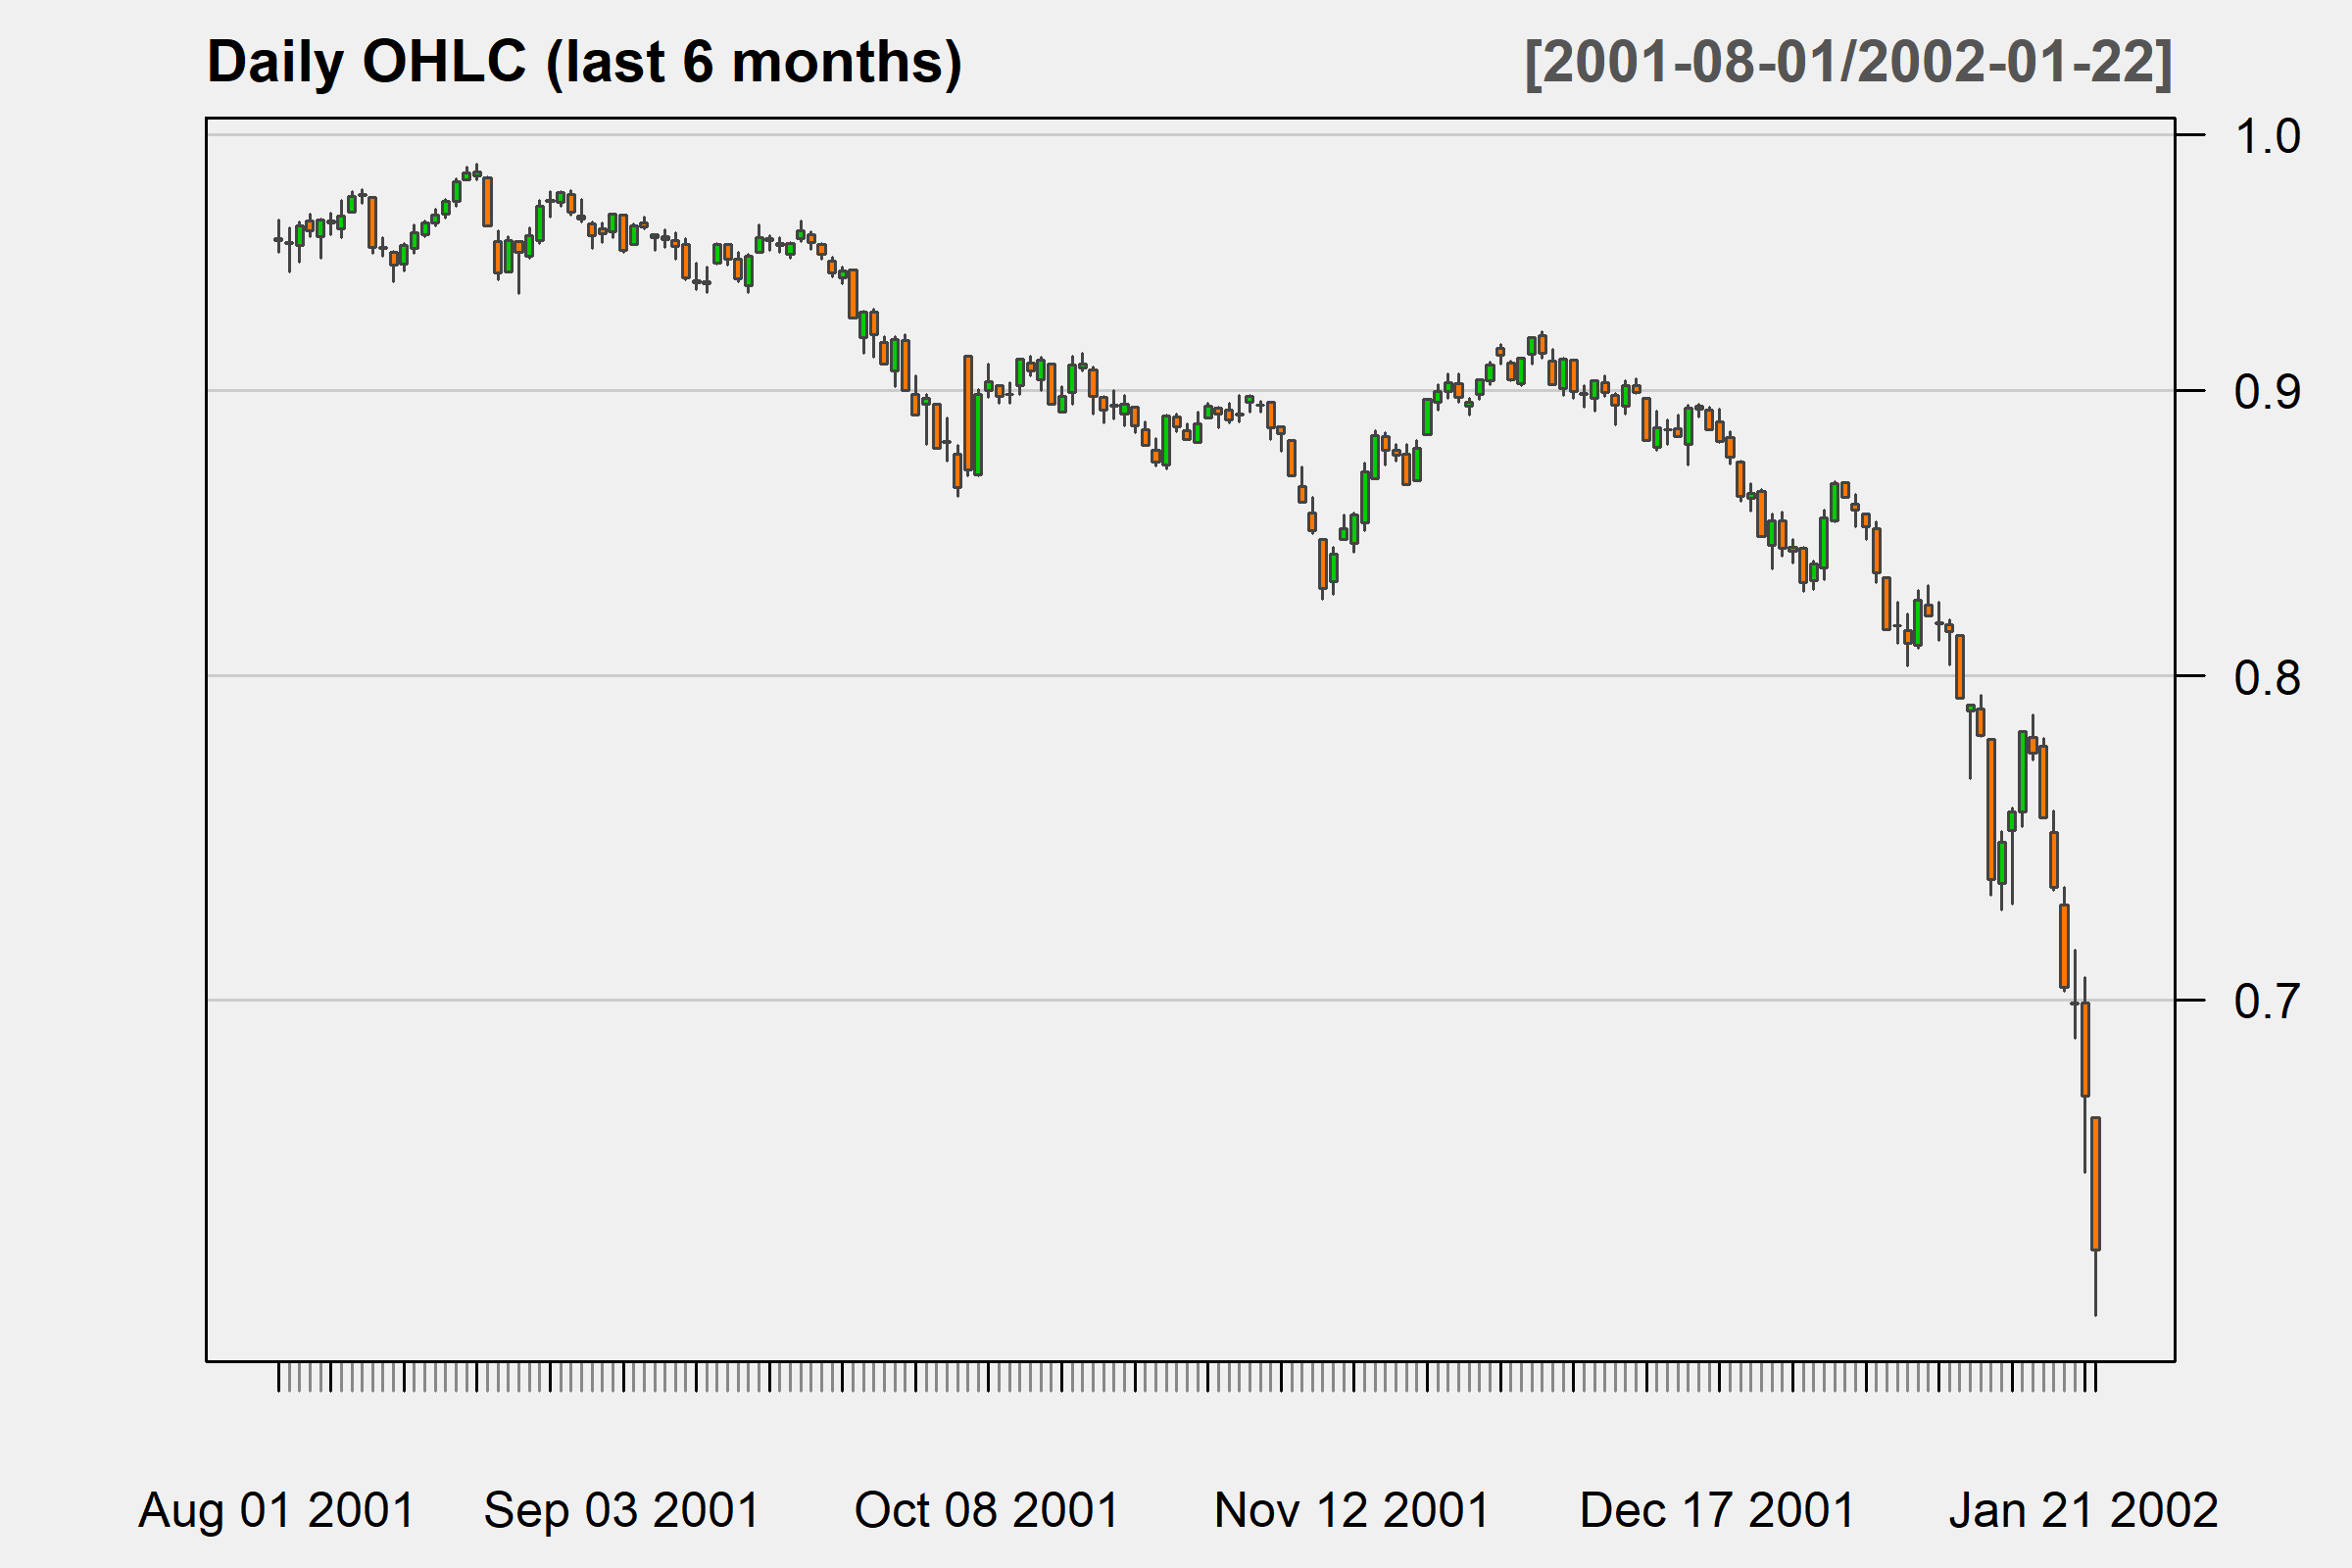 Daily OHLC (last 6 months)
[2001-08-01/2002-01-22]
1.0
0.9
0.8
0.7
Aug 01 2001
Sep 03 2001
Oct 08 2001
Nov 12 2001
Dec 17 2001
Jan 21 2002